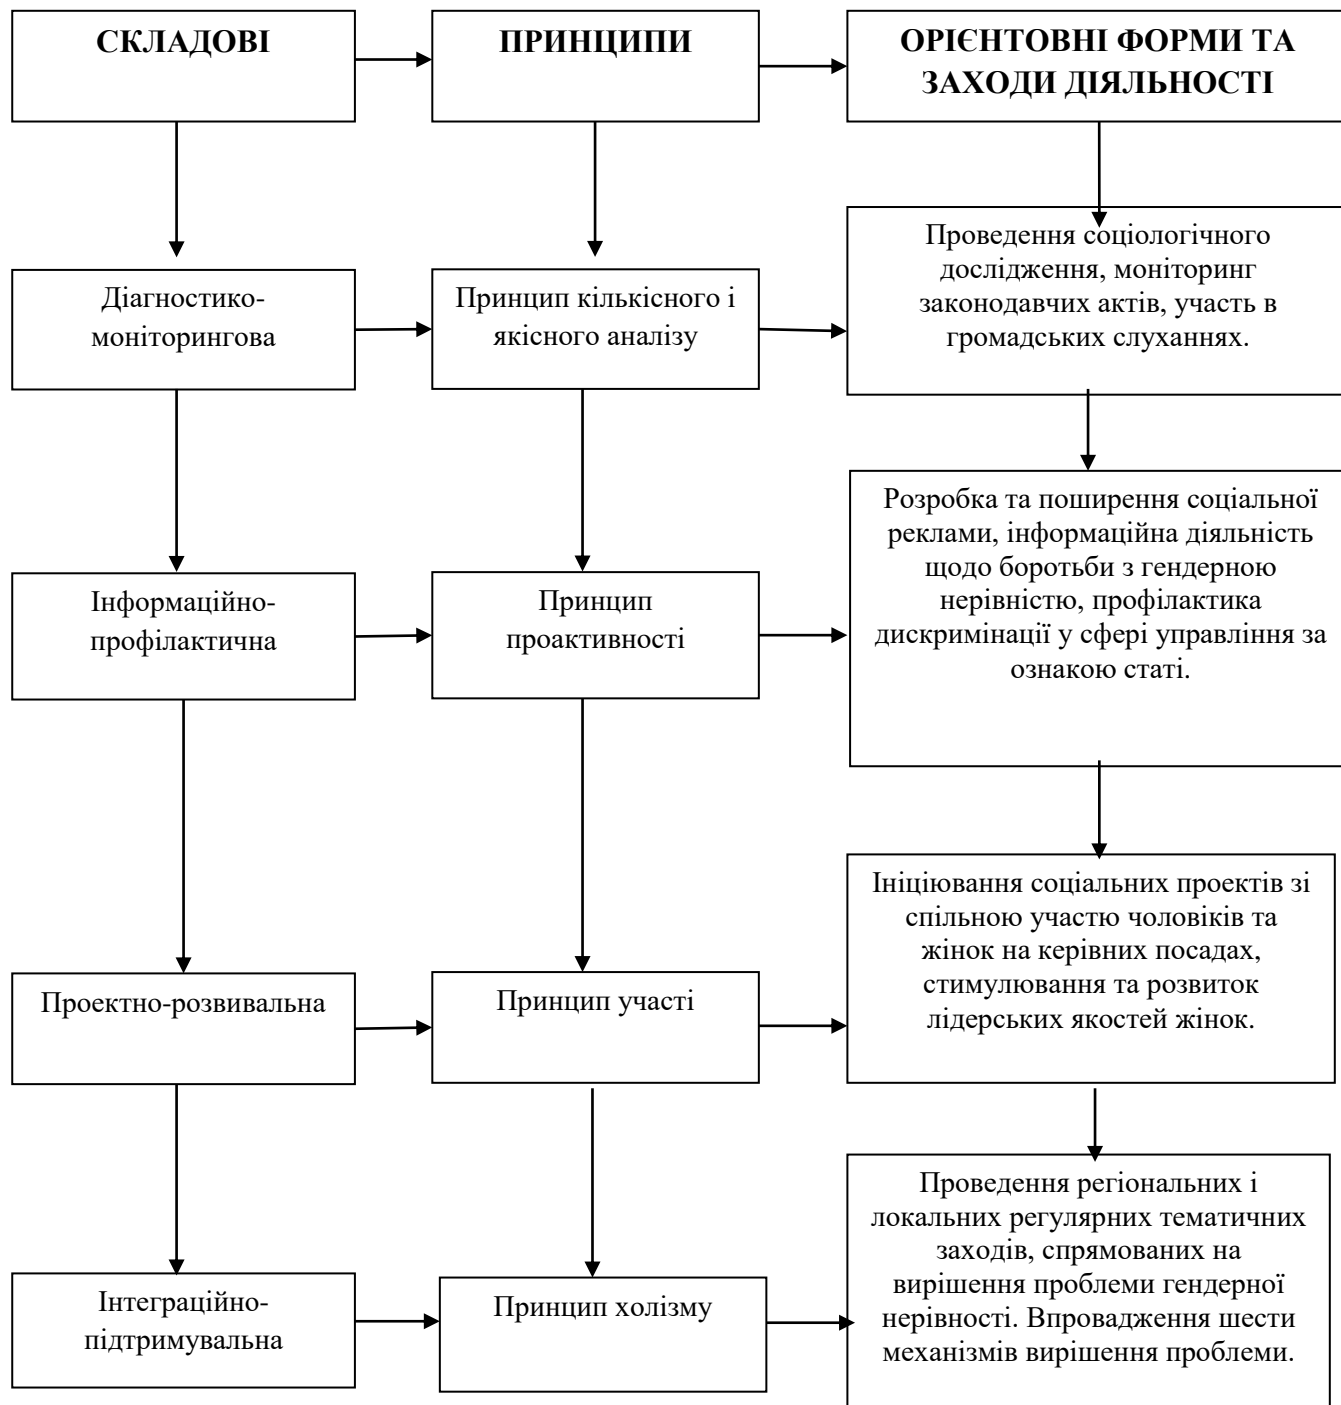 СКЛАДОВІ
ПРИНЦИПИ
ОРІЄНТОВНІ ФОРМИ ТА
ЗАХОДИ ДІЯЛЬНОСТІ
Діагностико-
моніторингова
Принцип кількісного і
якісного аналізу
Проведення соціологічного
дослідження, моніторинг
законодавчих актів, участь в
громадських слуханнях.
Інформаційно-
профілактична
Принцип
проактивності
Розробка та поширення соціальної
реклами, інформаційна діяльність
щодо боротьби з гендерною
нерівністю, профілактика
дискримінації у сфері управління за
ознакою статі.
Проектно-розвивальна
Принцип участі
Ініціювання соціальних проектів зі
спільною участю чоловіків та
жінок на керівних посадах,
стимулювання та розвиток
лідерських якостей жінок.
Інтеграційно-
підтримувальна
Принцип холізму
Проведення регіональних і
локальних регулярних тематичних
заходів, спрямованих на
вирішення проблеми гендерної
нерівності. Впровадження шести
механізмів вирішення проблеми.